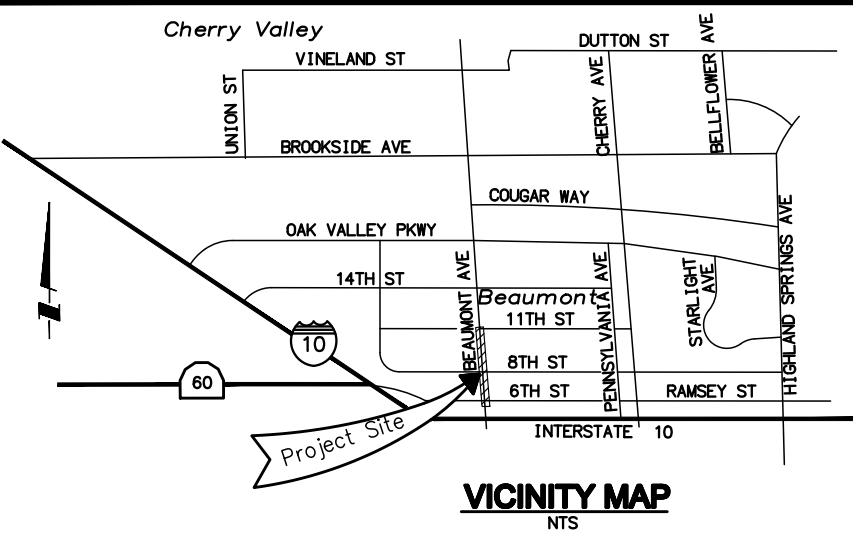 Cherry Valley
DUTTON ST
BELLFLOWER AVE
VINELAND ST
UNION ST
CHERRY AVE
BROOKSIDE AVE
COUGAR WAY
OAK VALLEY PKWY
HIGHLAND SPRINGS AVE
BEAUMONT AVE
PENNSYLVANIA AVE
STARLIGHT
AVE
14TH ST
Beaumont
11TH ST
N
10
8TH ST
60
6TH ST
RAMSEY ST
Project Site
INTERSTATE 10
VICINITY MAP
NTS